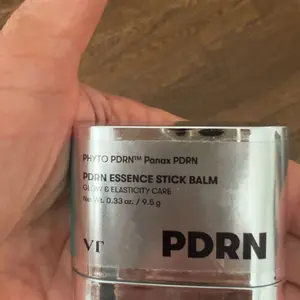 PHYTO PDRN™ Panax PDRN
PDRN ESSENCE STICK BALM
GLOW & ELASTICITY CARE
Net Wt. 0.33 oz. / 9.5 g
VT
PDRN